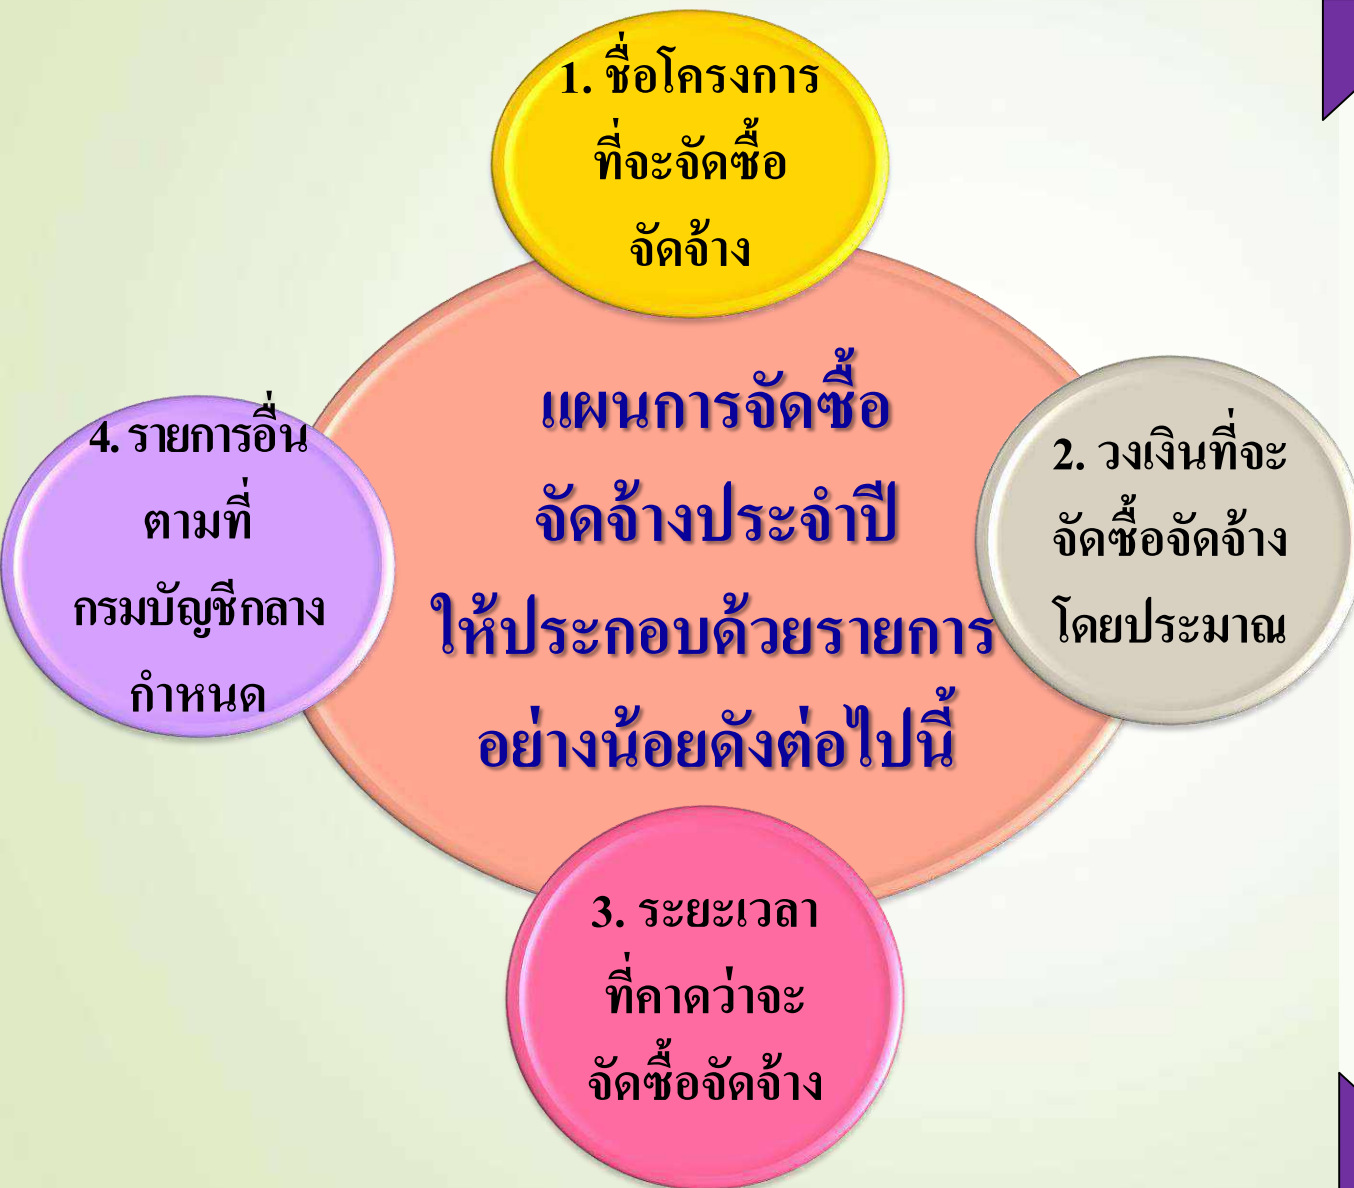 1. ชื่อโครงการ
ที่จะจัดซื้อ
จัดจ้าง
แผนการจัดซื้อ
จัดจ้างประจำปี
ให้ประกอบด้วยรายการ
อย่างน้อยดังต่อไปนี้
2. วงเงินที่จะ
จัดซื้อจัดจ้าง
โดยประมาณ
3. ระยะเวลา
ที่คาดว่าจะ
จัดซื้อจัดจ้าง
4. รายการอื่น
ตามที่
กรมบัญชีกลาง
กำหนด